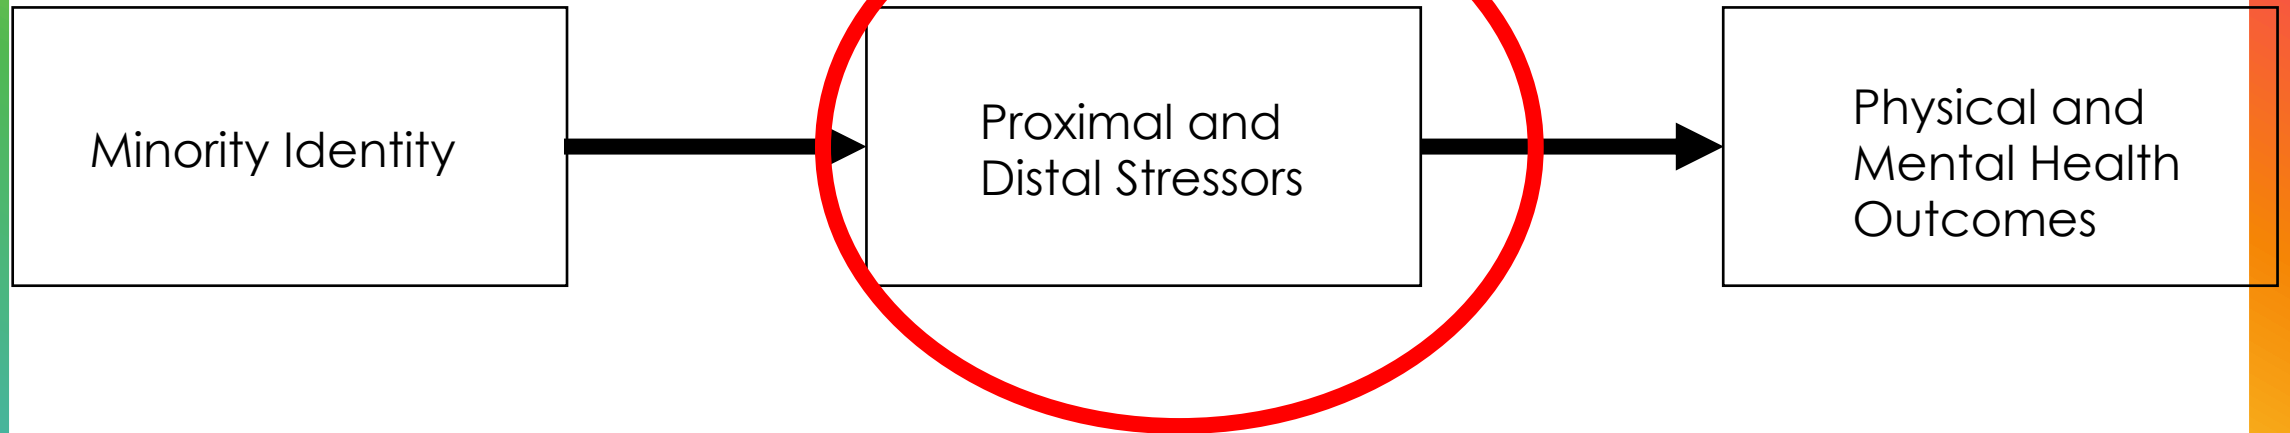 Minority Identity
Proximal and
Distal Stressors
Physical and
Mental Health
Outcomes